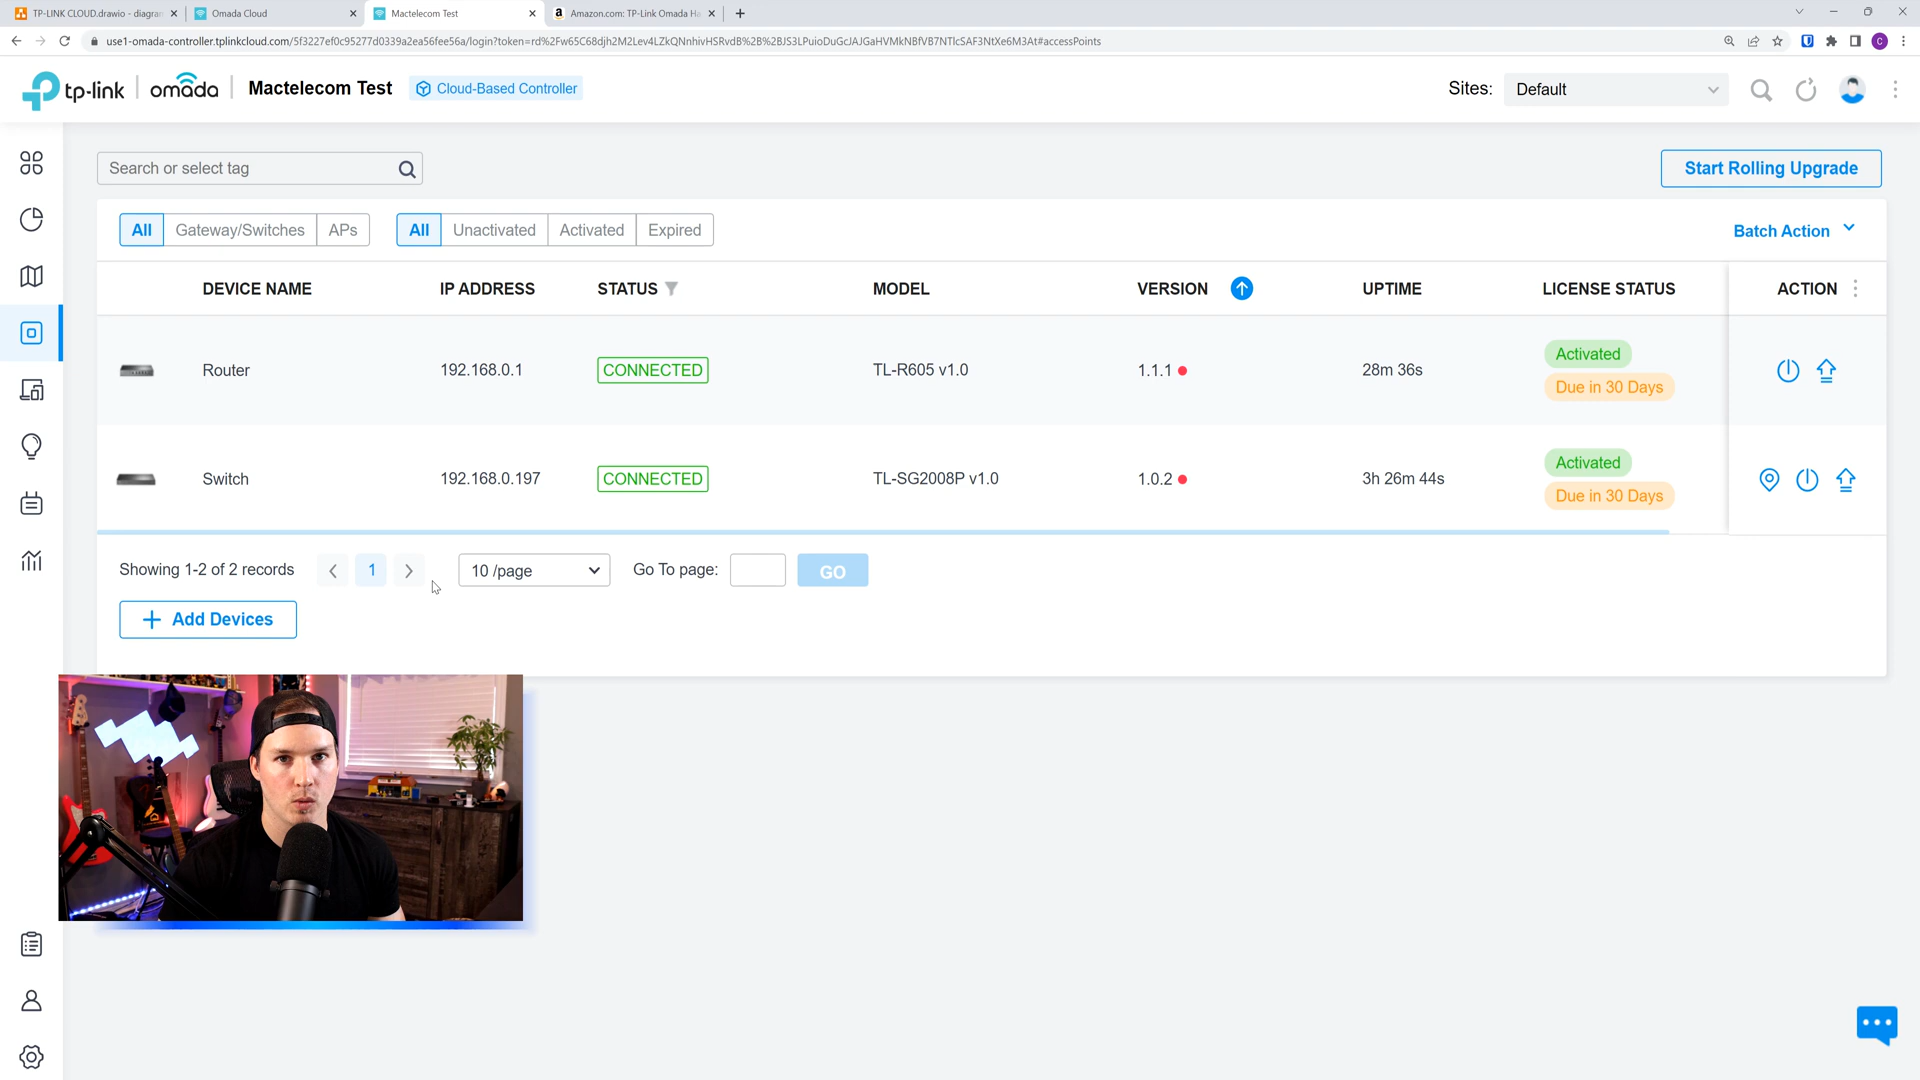 TP-LINK CLOUD.drawio - diagram
Omada Cloud
Mactelecom Test
Amazon.com: TP-Link Omada Ha
use1-omada-controller.tplinkcloud.com/5f3227ef0c95277d0339a2ea56fee56a/login?token=rd%2Fw65C68djh2M2Lev4LZkQNnhivHSRvdB%2B%2BJS3LPuioDuGcJAJGaHVMkNBfVB7NTlcSAF3NtXe6M3At#accessPoints
C
tp-link
omada
Mactelecom Test
Cloud-Based Controller
Sites:
Default
Search or select tag
Start Rolling Upgrade
All Gateway/Switches APs
All Unactivated Activated Expired
Batch Action
DEVICE NAME IP ADDRESS STATUS MODEL VERSION UPTIME LICENSE STATUS ACTION
Router 192.168.0.1 CONNECTED TL-R605 v1.0 1.1.1 28m 36s Activated
Due in 30 Days
Switch 192.168.0.197 CONNECTED TL-SG2008P v1.0 1.0.2 3h 26m 44s Activated
Due in 30 Days
Showing 1-2 of 2 records 1 10 /page Go To page: GO
Add Devices